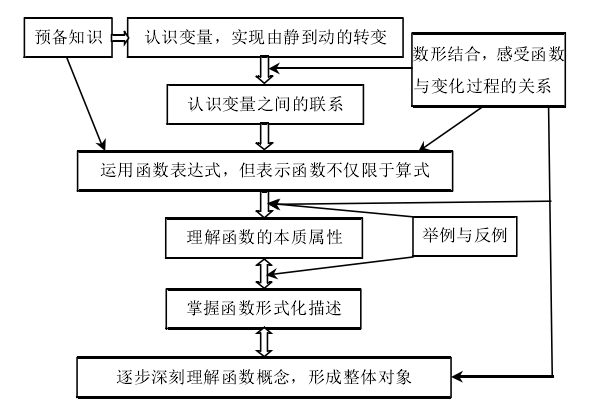 预备知识
认识变量，实现由静到动的转变
数形结合，感受函数
与变化过程的关系
认识变量之间的联系
运用函数表达式，但表示函数不仅限于算式
理解函数的本质属性
举例与反例
掌握函数形式化描述
逐步深刻理解函数概念，形成整体对象